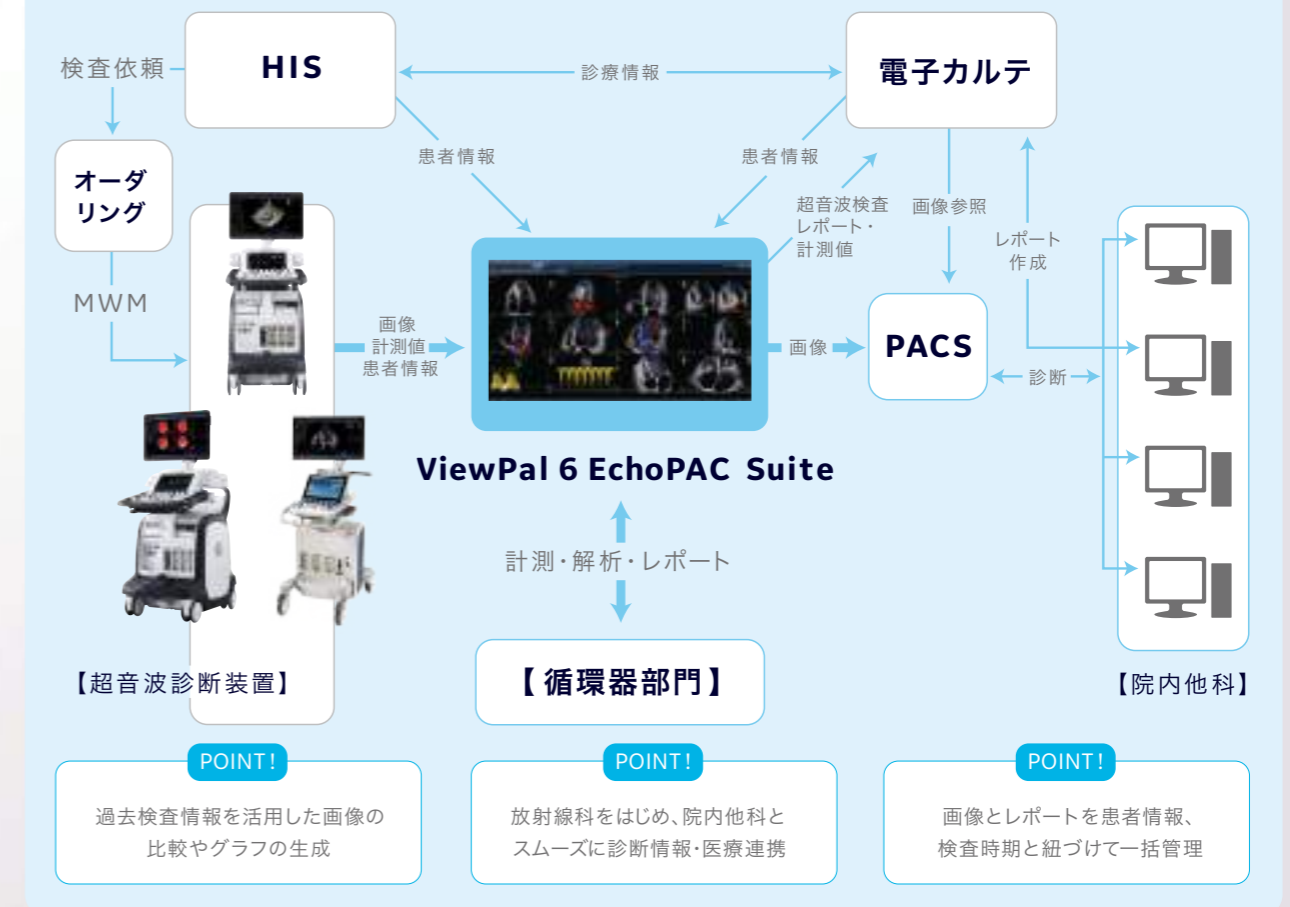 検査依頼
HIS
診療情報
電子カルテ
患者情報
患者情報
オーダ
リング
超音波検査
レポート・
計測値
画像参照
レポート
作成
MWM
画像
計測値
患者情報
画像
PACS
診断
ViewPal 6 EchoPAC Suite
計測・解析・レポート
【超音波診断装置】
【循環器部門】
【院内他科】
POINT!
過去検査情報を活用した画像の
比較やグラフの生成
POINT!
放射線科をはじめ、院内他科と
スムーズに診断情報・医療連携
POINT!
画像とレポートを患者情報、
検査時期と紐づけて一括管理